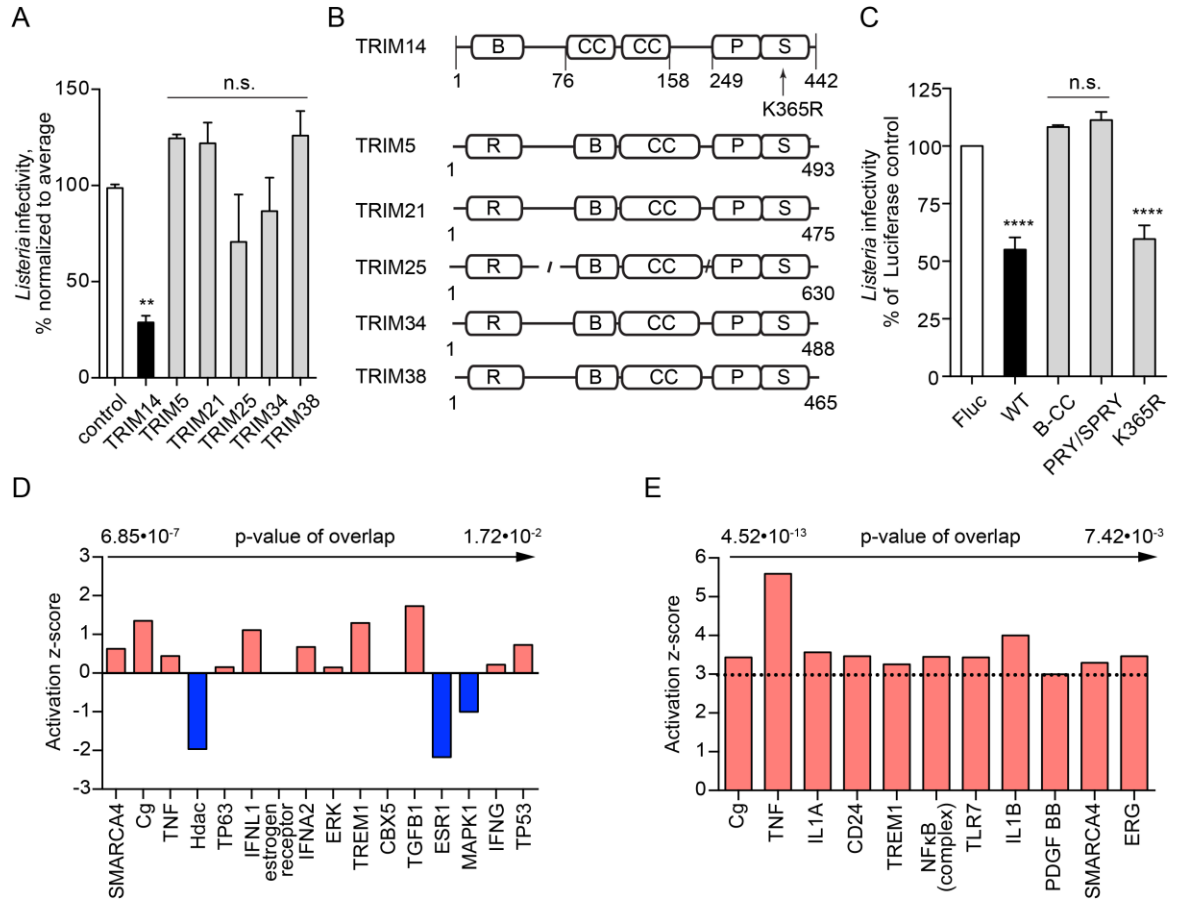 A
n.s.
150
100
50
0
**
Listeria infectivity,
% normalized to average
control
TRIM14
TRIM5
TRIM21
TRIM25
TRIM34
TRIM38
B
TRIM14
B CC CC P S
1 76 158 249 442
K365R
TRIM5
R B CC P S
1 493
TRIM21
R B CC P S
1 475
TRIM25
R B CC P S
1 630
TRIM34
R B CC P S
1 488
TRIM38
R B CC P S
1 465
C
n.s.
125
100
75
50
25
0
****
****
Listeria infectivity
% of Luciferase control
Fluc
WT
B-CC
PRY/SPRY
K365R
D
6.85•10-7 p-value of overlap 1.72•10-2
3
2
1
0
-1
-2
-3
Activation z-score
SMARCA4
Cg
TNF
Hdac
TP63
IFNL1
estrogen
receptor
IFNA2
ERK
TREM1
CBX5
TGFB1
ESR1
MAPK1
IFNG
TP53
E
4.52•10-13 p-value of overlap 7.42•10-3
6
5
4
3
2
1
0
Activation z-score
Cg
TNF
IL1A
CD24
TREM1
NFκB
(complex)
TLR7
IL1B
PDGF BB
SMARCA4
ERG